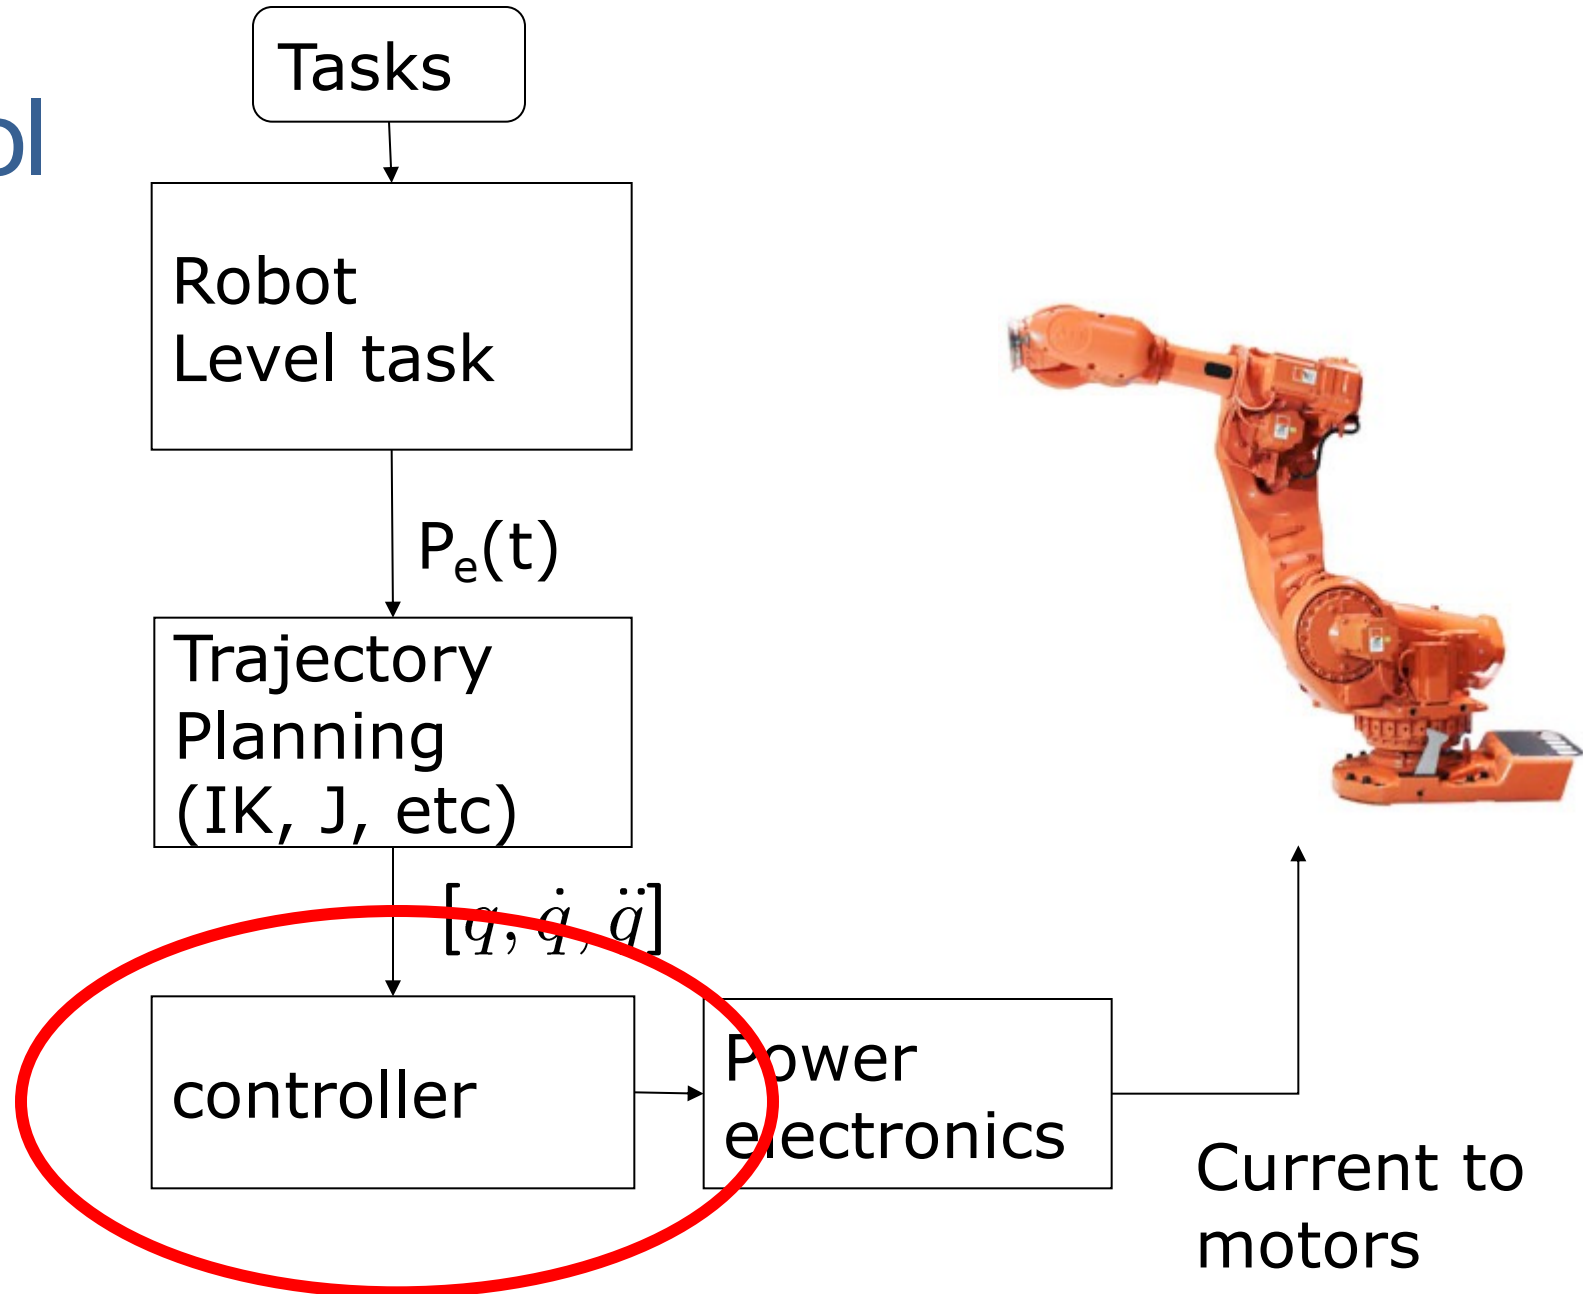 Tasks
ol
Robot
Level task
Pₑ(t)
Trajectory
Planning
(IK, J, etc)
[q, q̇, q̈]
controller
Power
electronics
Current to
motors